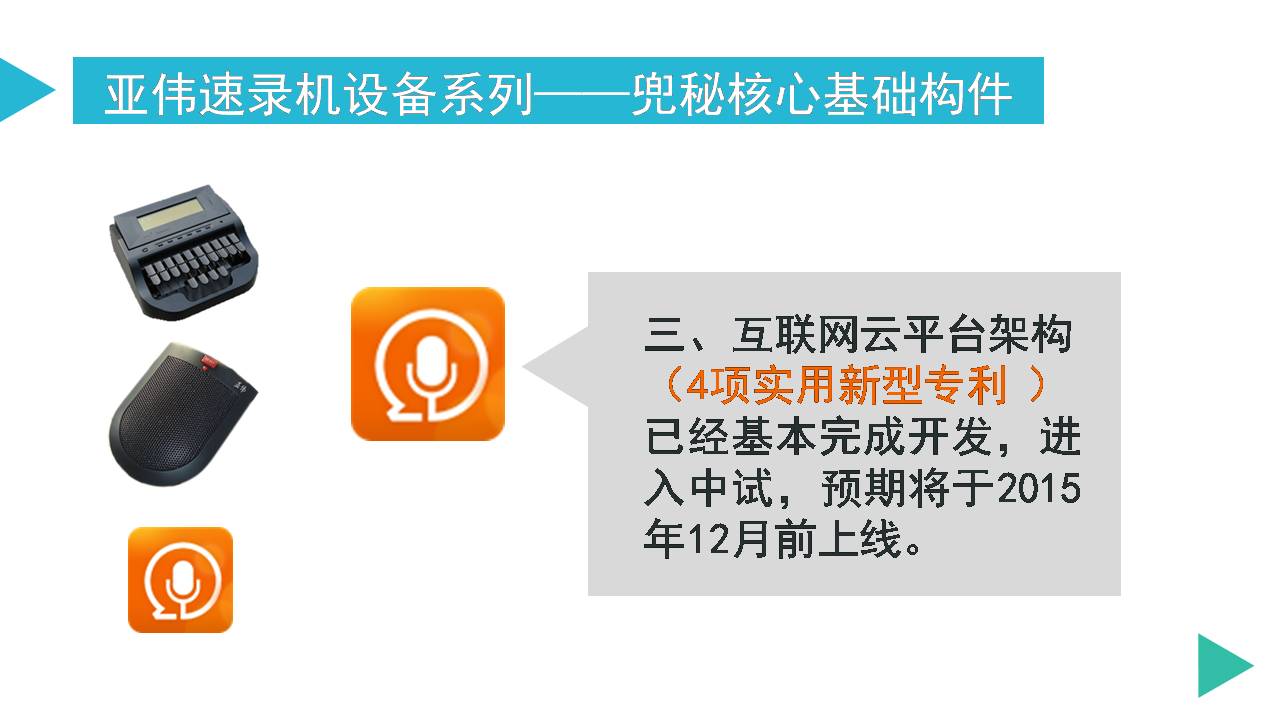 亚伟速录机设备系列——兜秘核心基础构件
亚伟
三、互联网云平台架构
（4项实用新型专利 ）
已经基本完成开发，进
入中试，预期将于2015
年12月前上线。